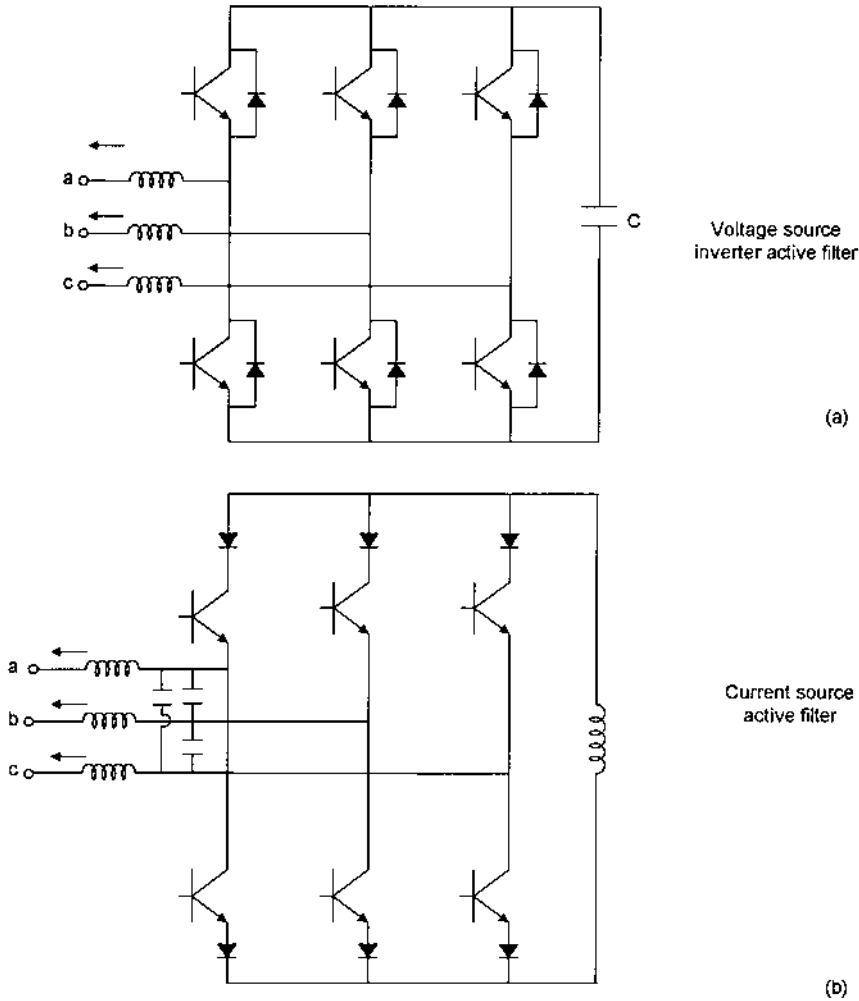 a
b
c
C
Voltage source
inverter active filter
(a)
a
b
c
Current source
active filter
(b)